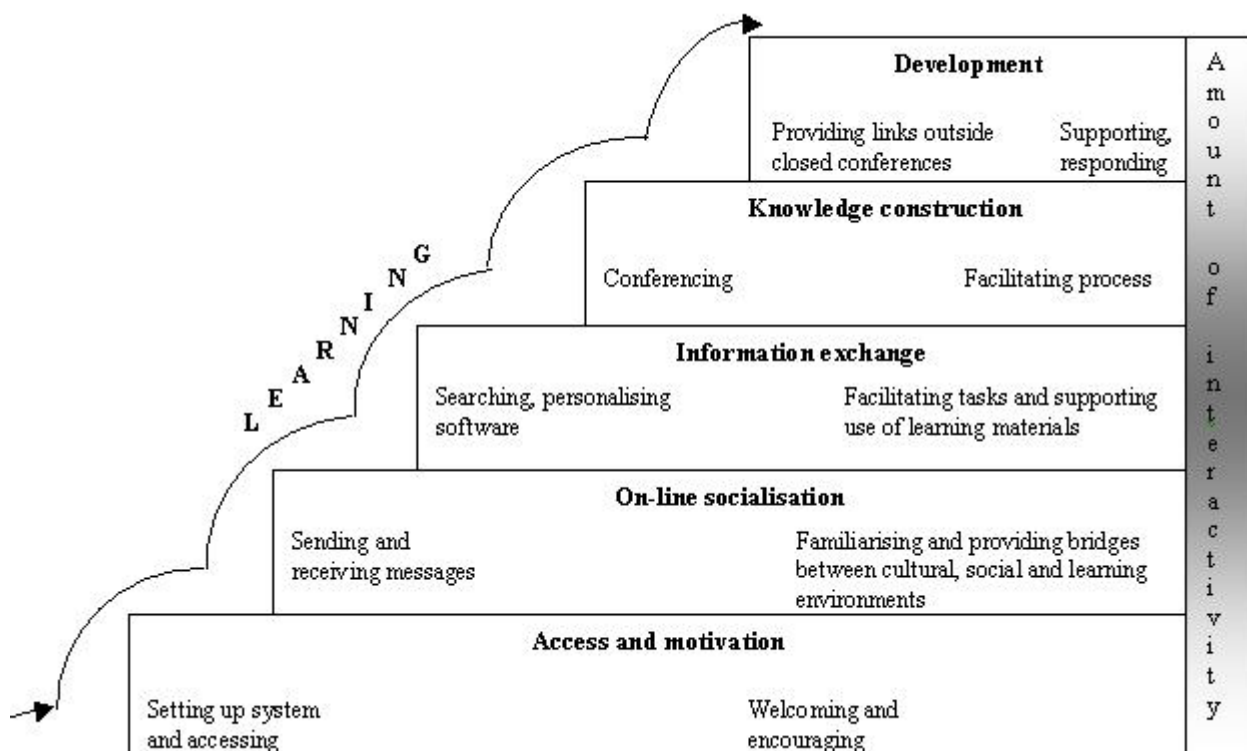 Development
Providing links outside
closed conferences
Supporting,
responding
Knowledge construction
Conferencing
Facilitating process
Information exchange
Searching, personalising
software
Facilitating tasks and supporting
use of learning materials
On-line socialisation
Sending and
receiving messages
Familiarising and providing bridges
between cultural, social and learning
environments
Access and motivation
Setting up system
and accessing
Welcoming and
encouraging
LEARNING
Amount of interactivity